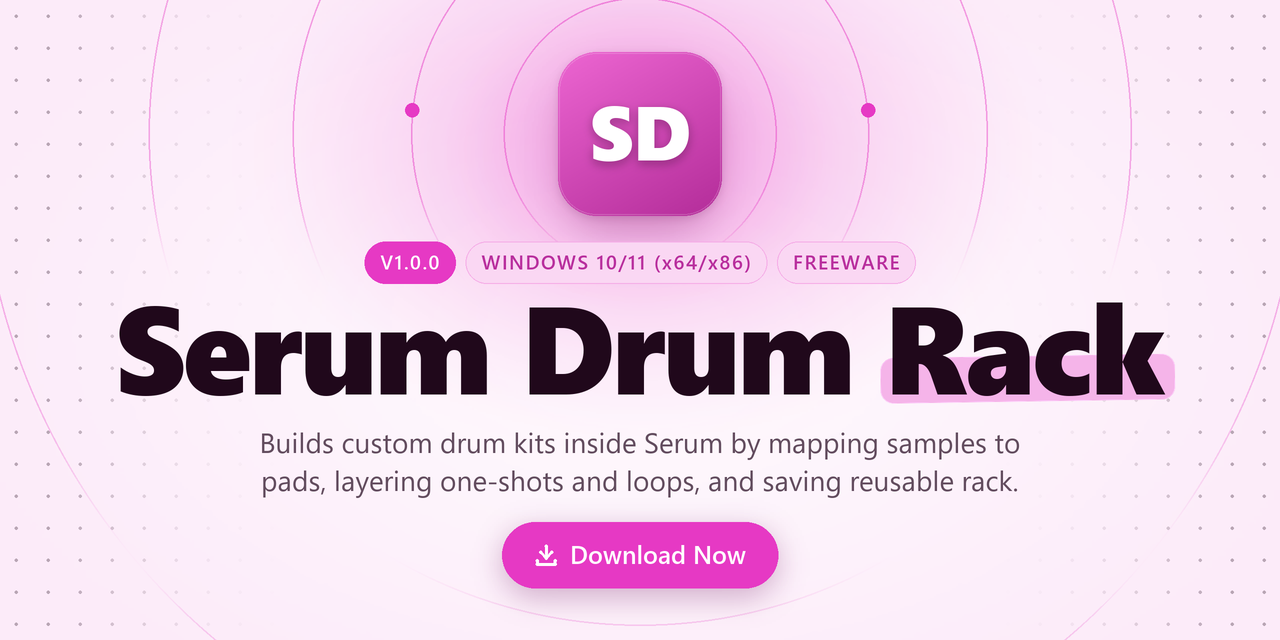 SD
V1.0.0
WINDOWS 10/11 (x64/x86)
FREEWARE
Serum Drum Rack
Builds custom drum kits inside Serum by mapping samples to
pads, layering one-shots and loops, and saving reusable rack.
Download Now